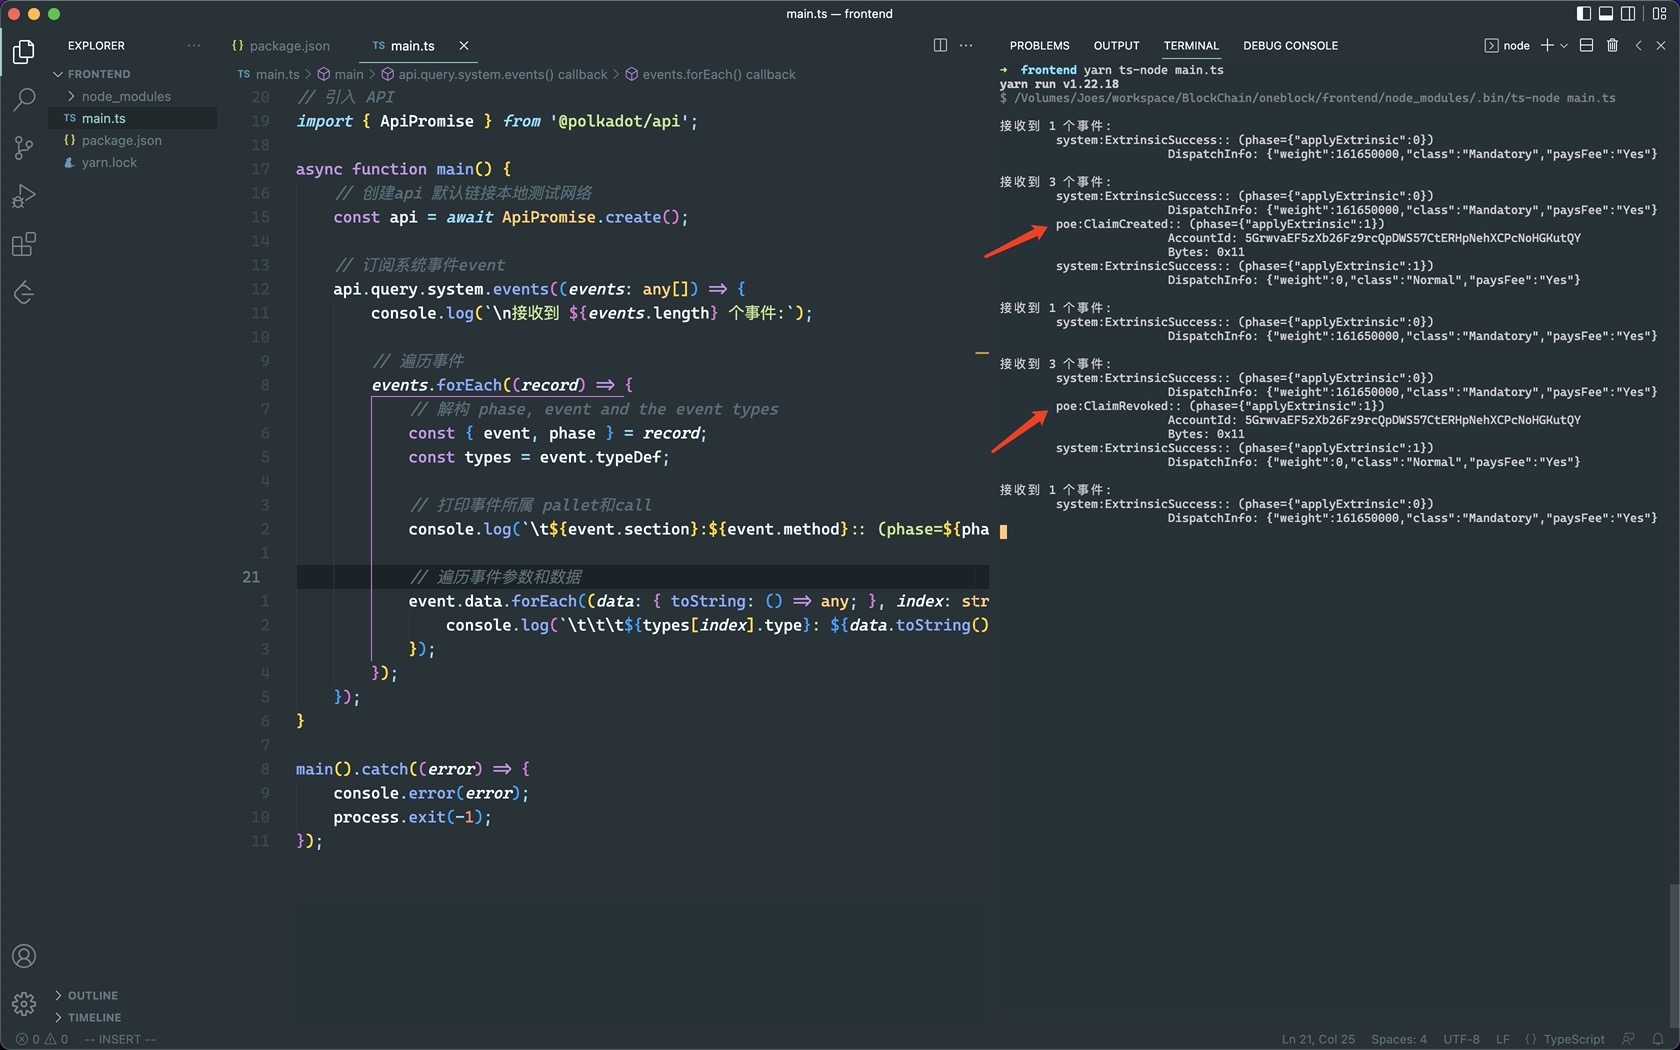 main.ts — frontend
EXPLORER
FRONTEND
node_modules
TS main.ts
{} package.json
yarn.lock
{} package.json
TS main.ts
TS main.ts > main > api.query.system.events() callback > events.forEach() callback
20 // 引入 API
19 import { ApiPromise } from '@polkadot/api';
18
17 async function main() {
16 // 创建api 默认链接本地测试网络
15 const api = await ApiPromise.create();
14
13 // 订阅系统事件event
12 api.query.system.events((events: any[]) => {
11 console.log(`\n接收到 ${events.length} 个事件:`);
10
9 // 遍历事件
8 events.forEach((record) => {
7 // 解构 phase, event and the event types
6 const { event, phase } = record;
5 const types = event.typeDef;
4
3 // 打印事件所属 pallet和call
2 console.log(`\t${event.section}:${event.method}:: (phase=${pha
1
21 // 遍历事件参数和数据
1 event.data.forEach((data: { toString: () => any; }, index: str
2 console.log(`\t\t\t${types[index].type}: ${data.toString()
3 });
4 });
5 });
6 }
7
8 main().catch((error) => {
9 console.error(error);
10 process.exit(-1);
11 });
PROBLEMS OUTPUT TERMINAL DEBUG CONSOLE
node
→ frontend yarn ts-node main.ts
yarn run v1.22.18
$ /Volumes/Joes/workspace/BlockChain/oneblock/frontend/node_modules/.bin/ts-node main.ts
接收到 1 个事件:
system:ExtrinsicSuccess:: (phase={"applyExtrinsic":0})
DispatchInfo: {"weight":161650000,"class":"Mandatory","paysFee":"Yes"}
接收到 3 个事件:
system:ExtrinsicSuccess:: (phase={"applyExtrinsic":0})
DispatchInfo: {"weight":161650000,"class":"Mandatory","paysFee":"Yes"}
poe:ClaimCreated:: (phase={"applyExtrinsic":1})
AccountId: 5GrwvaEF5zXb26Fz9rcQpDWS57CtERHpNehXCPcNoHGKutQY
Bytes: 0x11
system:ExtrinsicSuccess:: (phase={"applyExtrinsic":1})
DispatchInfo: {"weight":0,"class":"Normal","paysFee":"Yes"}
接收到 1 个事件:
system:ExtrinsicSuccess:: (phase={"applyExtrinsic":0})
DispatchInfo: {"weight":161650000,"class":"Mandatory","paysFee":"Yes"}
接收到 3 个事件:
system:ExtrinsicSuccess:: (phase={"applyExtrinsic":0})
DispatchInfo: {"weight":161650000,"class":"Mandatory","paysFee":"Yes"}
poe:ClaimRevoked:: (phase={"applyExtrinsic":1})
AccountId: 5GrwvaEF5zXb26Fz9rcQpDWS57CtERHpNehXCPcNoHGKutQY
Bytes: 0x11
system:ExtrinsicSuccess:: (phase={"applyExtrinsic":1})
DispatchInfo: {"weight":0,"class":"Normal","paysFee":"Yes"}
接收到 1 个事件:
system:ExtrinsicSuccess:: (phase={"applyExtrinsic":0})
DispatchInfo: {"weight":161650000,"class":"Mandatory","paysFee":"Yes"}
OUTLINE
TIMELINE
0 0 -- INSERT --
Ln 21, Col 25 Spaces: 4 UTF-8 LF {} TypeScript